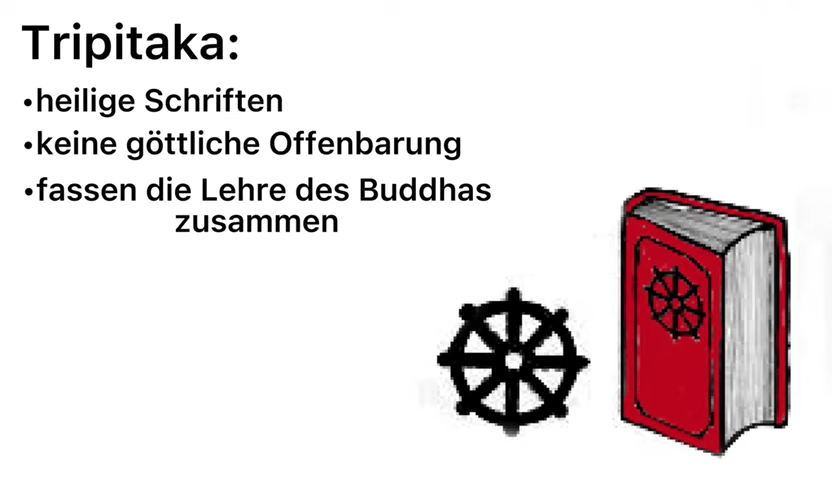 Tripitaka:
•heilige Schriften
•keine göttliche Offenbarung
•fassen die Lehre des Buddhas
zusammen